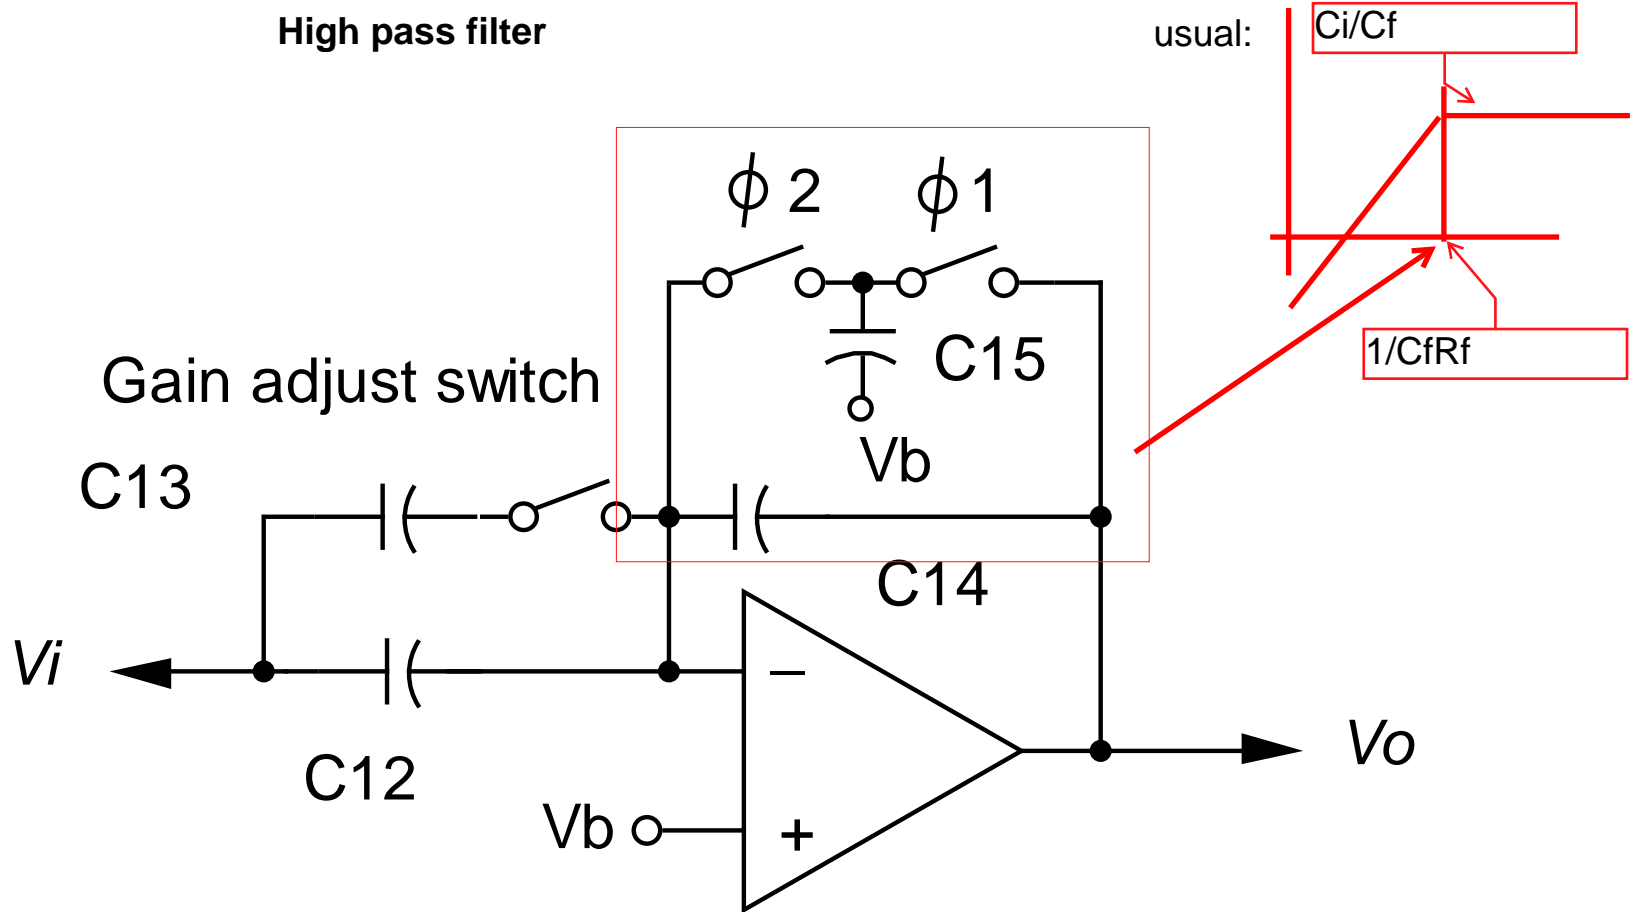 High pass filter
usual:
Ci/Cf
ϕ 2
ϕ 1
C15
1/CfRf
Gain adjust switch
Vb
C13
C14
Vi
−
Vo
C12
Vb
+